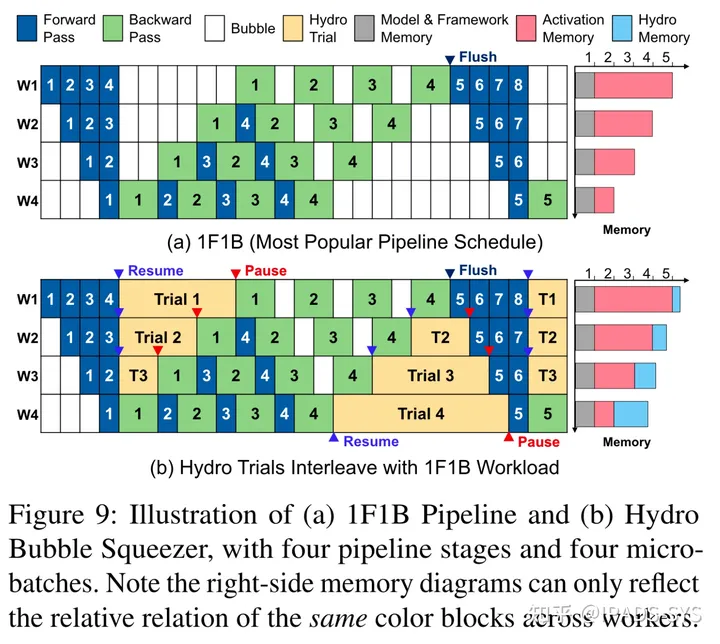 Forward Pass
Backward Pass
Bubble
Hydro Trial
Model & Framework Memory
Activation Memory
Hydro Memory
Flush
1 2 3 4 5
W1 1 2 3 4 1 2 3 4 5 6 7 8
W2 1 2 3 1 4 2 3 4 5 6 7
W3 1 2 1 3 2 4 3 4 5 6
W4 1 1 2 2 3 3 4 4 5 5
Memory
(a) 1F1B (Most Popular Pipeline Schedule)
Resume Pause Flush
1 2 3 4 5
W1 1 2 3 4 Trial 1 1 2 3 4 5 6 7 8 T1
W2 1 2 3 Trial 2 1 4 2 3 4 T2 5 6 7 T2
W3 1 2 T3 1 3 2 4 3 4 Trial 3 5 6 T3
W4 1 1 2 2 3 3 4 4 Trial 4 5 5
Resume Pause Memory
(b) Hydro Trials Interleave with 1F1B Workload
Figure 9: Illustration of (a) 1F1B Pipeline and (b) Hydro
Bubble Squeezer, with four pipeline stages and four micro-
batches. Note the right-side memory diagrams can only reflect
the relative relation of the same color blocks across workers.
知乎 @IPADS_SYS